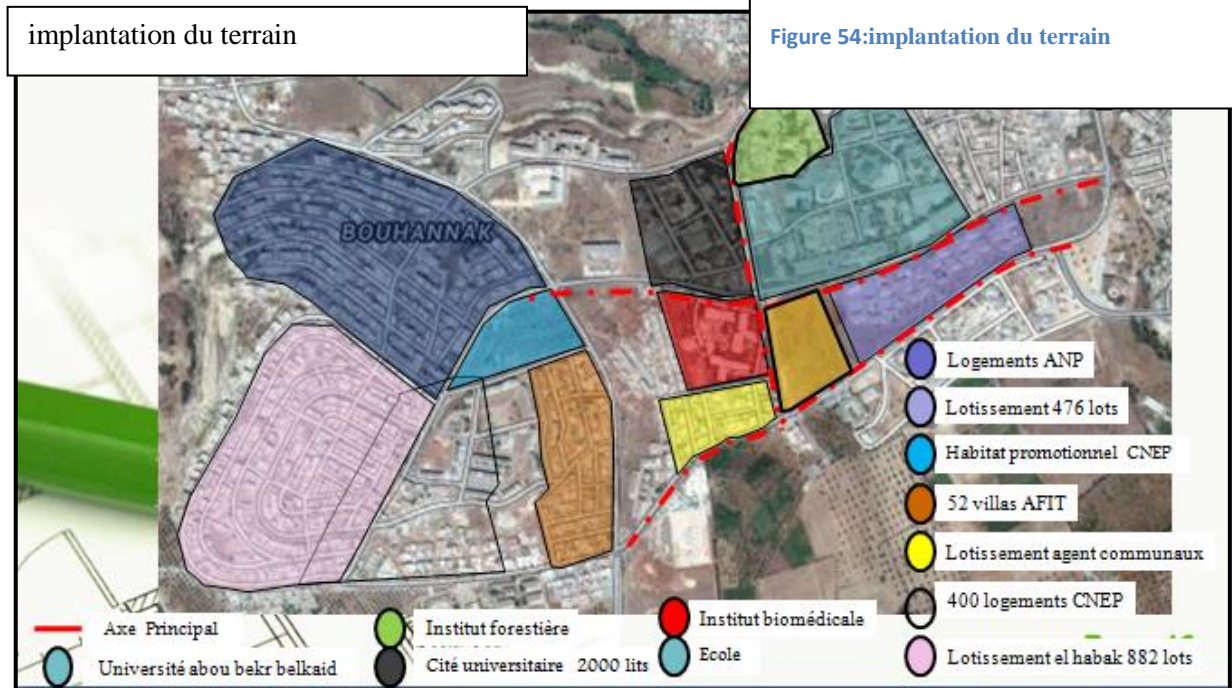 implantation du terrain
Figure 54:implantation du terrain
BOUHANNAK
Logements ANP
Lotissement 476 lots
Habitat promotionnel CNEP
52 villas AFIT
Lotissement agent communaux
400 logements CNEP
Lotissement el habak 882 lots
Axe Principal
Institut forestière
Institut biomédicale
Université abou bekr belkaid
Cité universitaire 2000 lits
Ecole